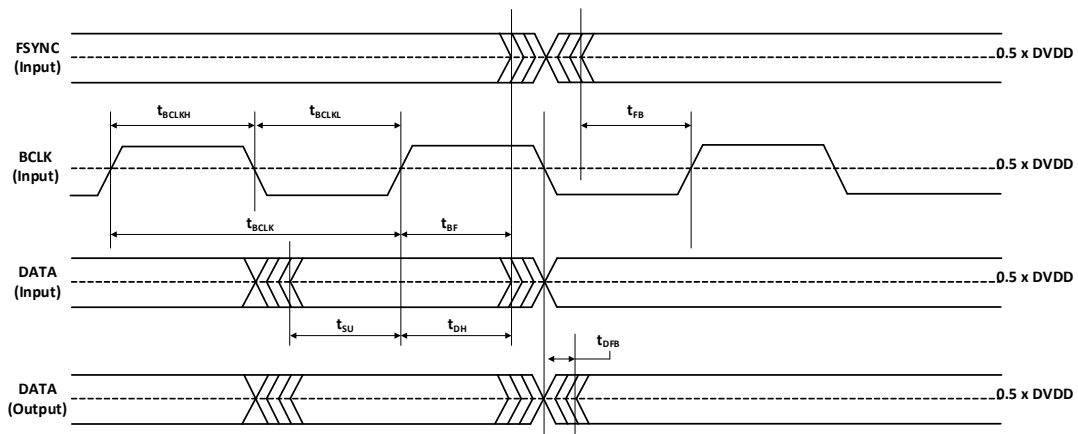 FSYNC
(Input)
0.5 x DVDD
tBCLKH
tBCLKL
tFB
BCLK
(Input)
0.5 x DVDD
tBCLK
tBF
DATA
(Input)
0.5 x DVDD
tSU
tDH
tDFB
DATA
(Output)
0.5 x DVDD